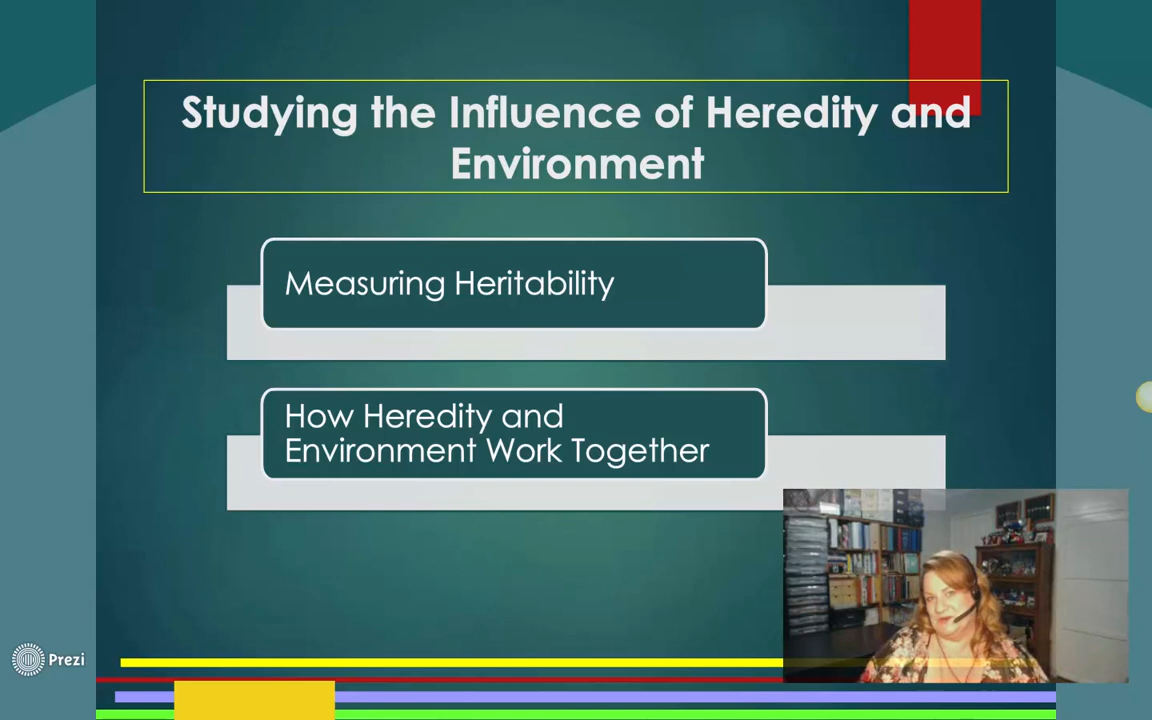 Studying the Influence of Heredity and
Environment
Measuring Heritability
How Heredity and
Environment Work Together
Prezi